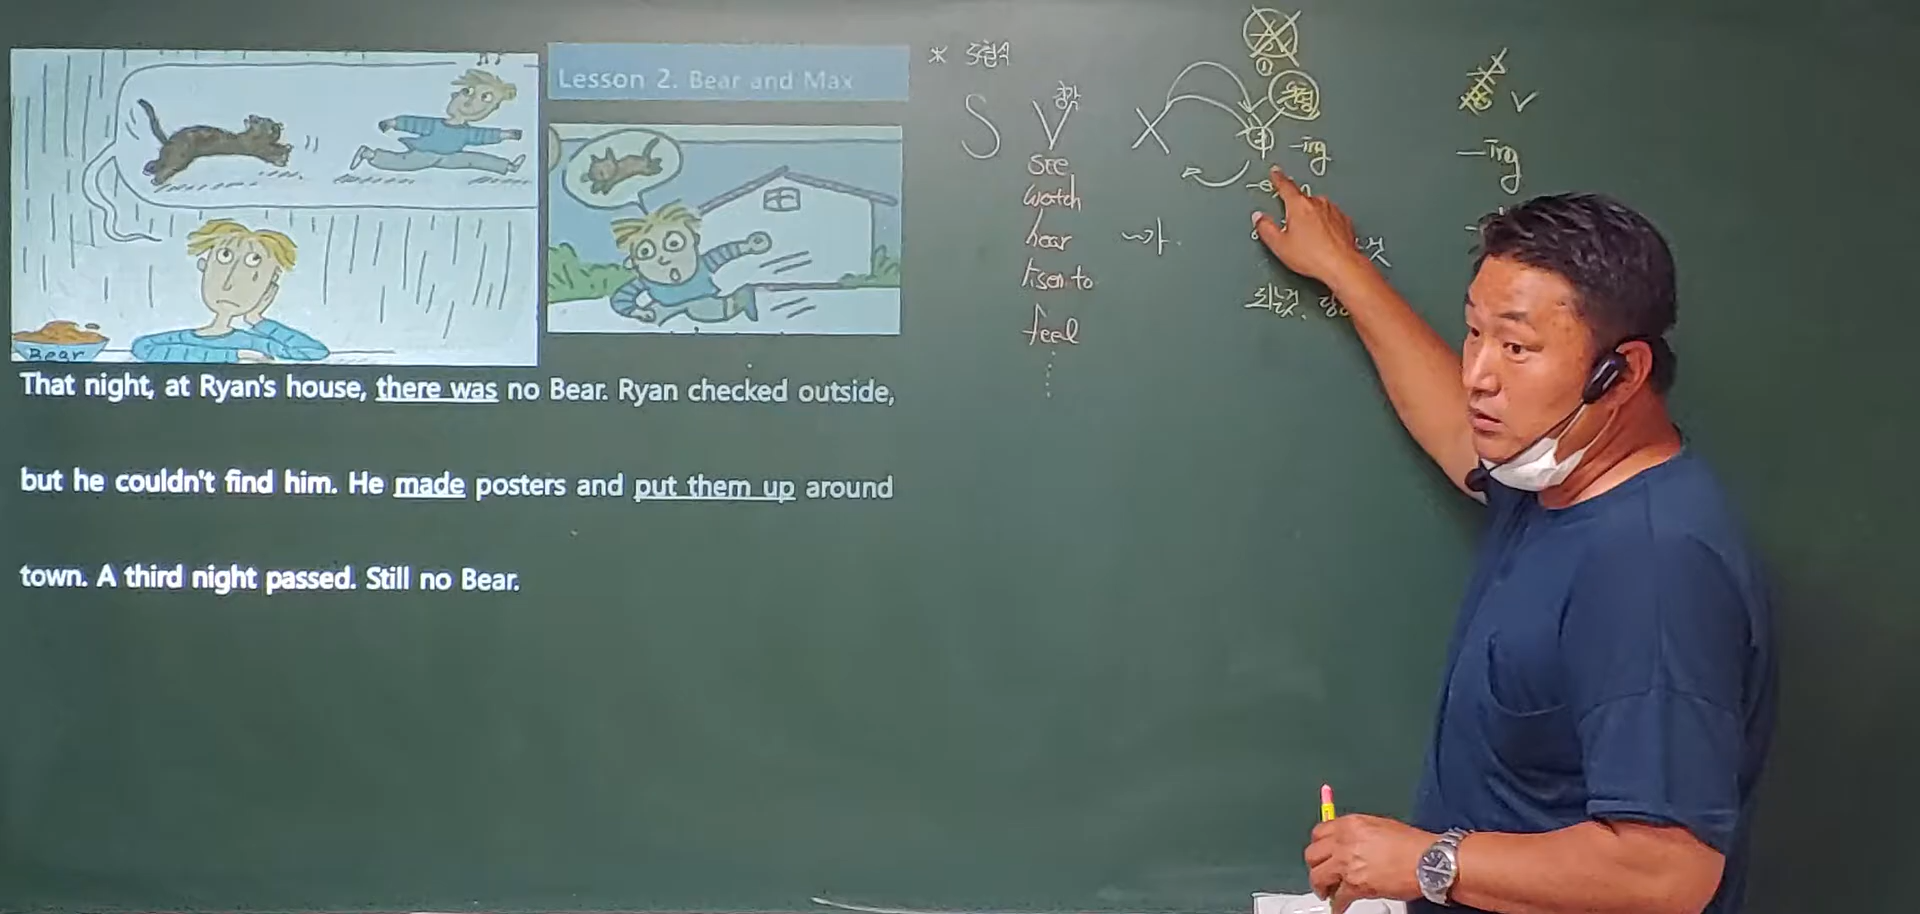 Lesson 2. Bear and Max
Bear
That night, at Ryan's house, there was no Bear. Ryan checked outside,
but he couldn't find him. He made posters and put them up around
town. A third night passed. Still no Bear.
* 5형식
S V X
see
watch
hear
listen to
feel
~가.
-ing
-ing